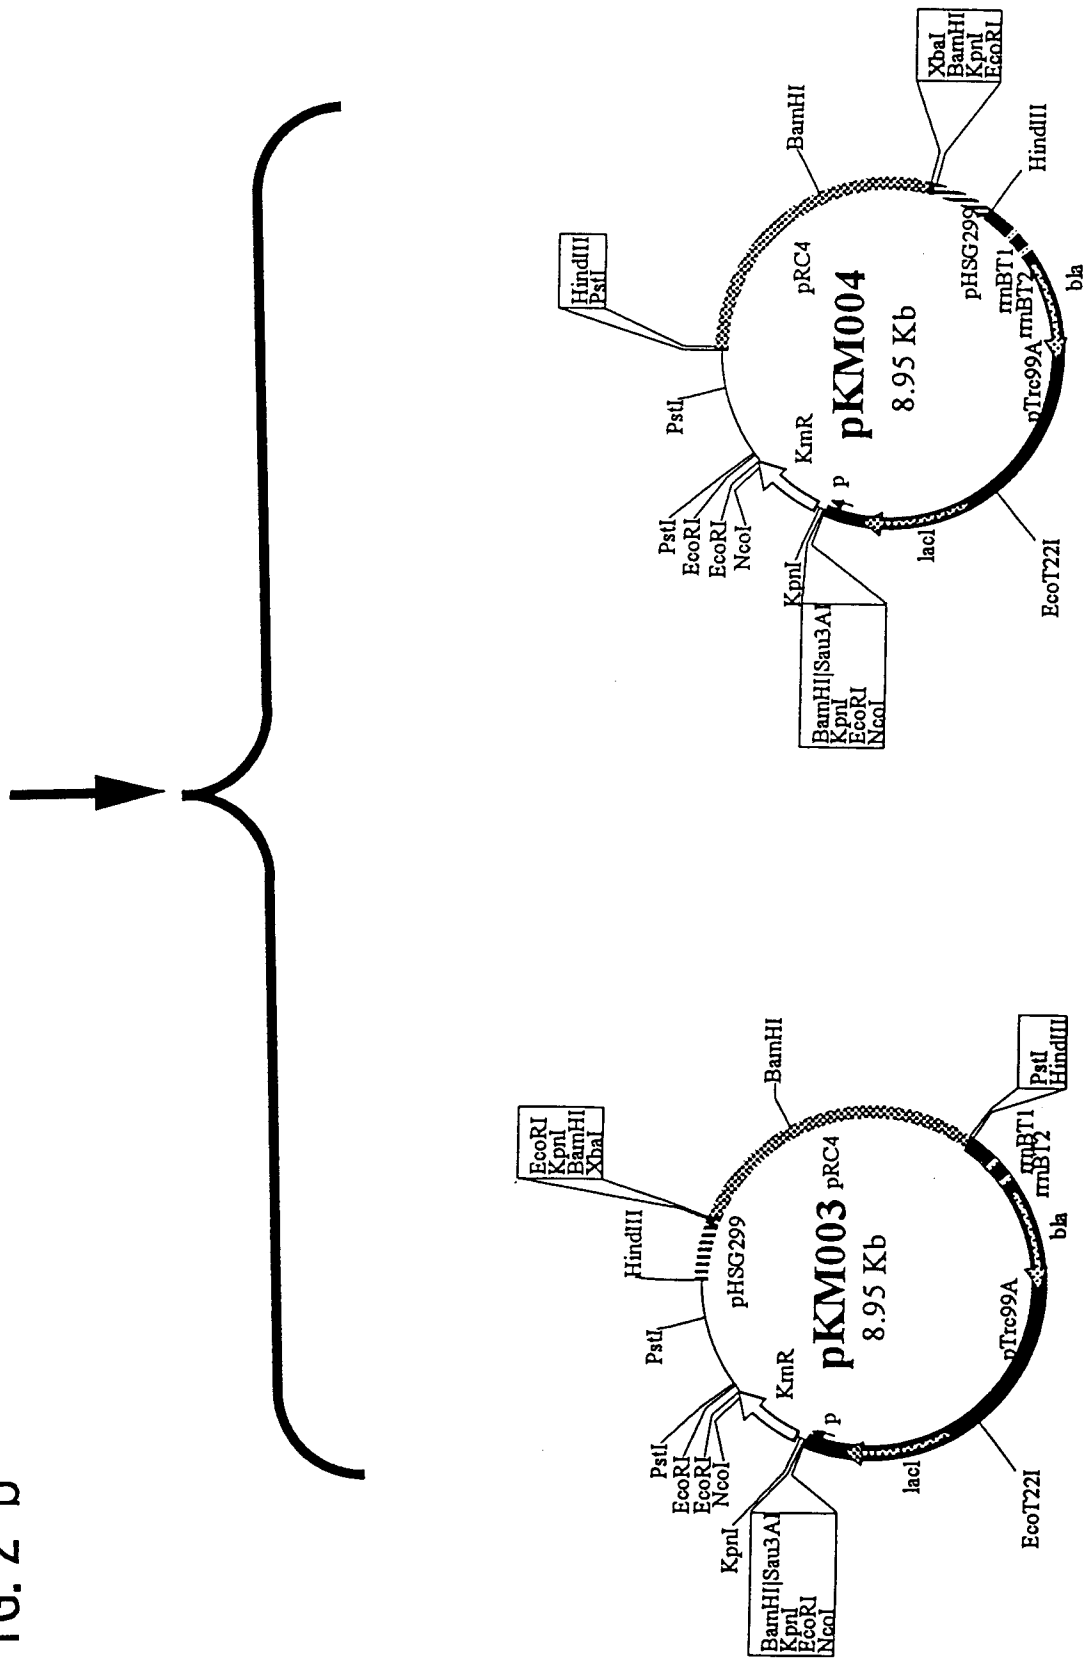 FIG. 2 b
EcoRI
KpnI
BamHI
XbaI
HindIII
PstI
PstI
EcoRI
EcoRI
NcoI
KpnI
BamHI|Sau3AI
KpnI
EcoRI
NcoI
KmR
p
lacI
EcoT22I
pHSG299
BamHI
pRC4
pKM003
8.95 Kb
pTrc99A
PstI
HindIII
rrnBT1
rrnBT2
bla
HindIII
PstI
PstI
PstI
EcoRI
EcoRI
NcoI
KpnI
BamHI|Sau3AI
KpnI
EcoRI
NcoI
KmR
p
lacI
EcoT22I
BamHI
pRC4
pKM004
8.95 Kb
XbaI
BamHI
KpnI
EcoRI
HindIII
pHSG299
rrnBT1
rrnBT2
pTrc99A
bla